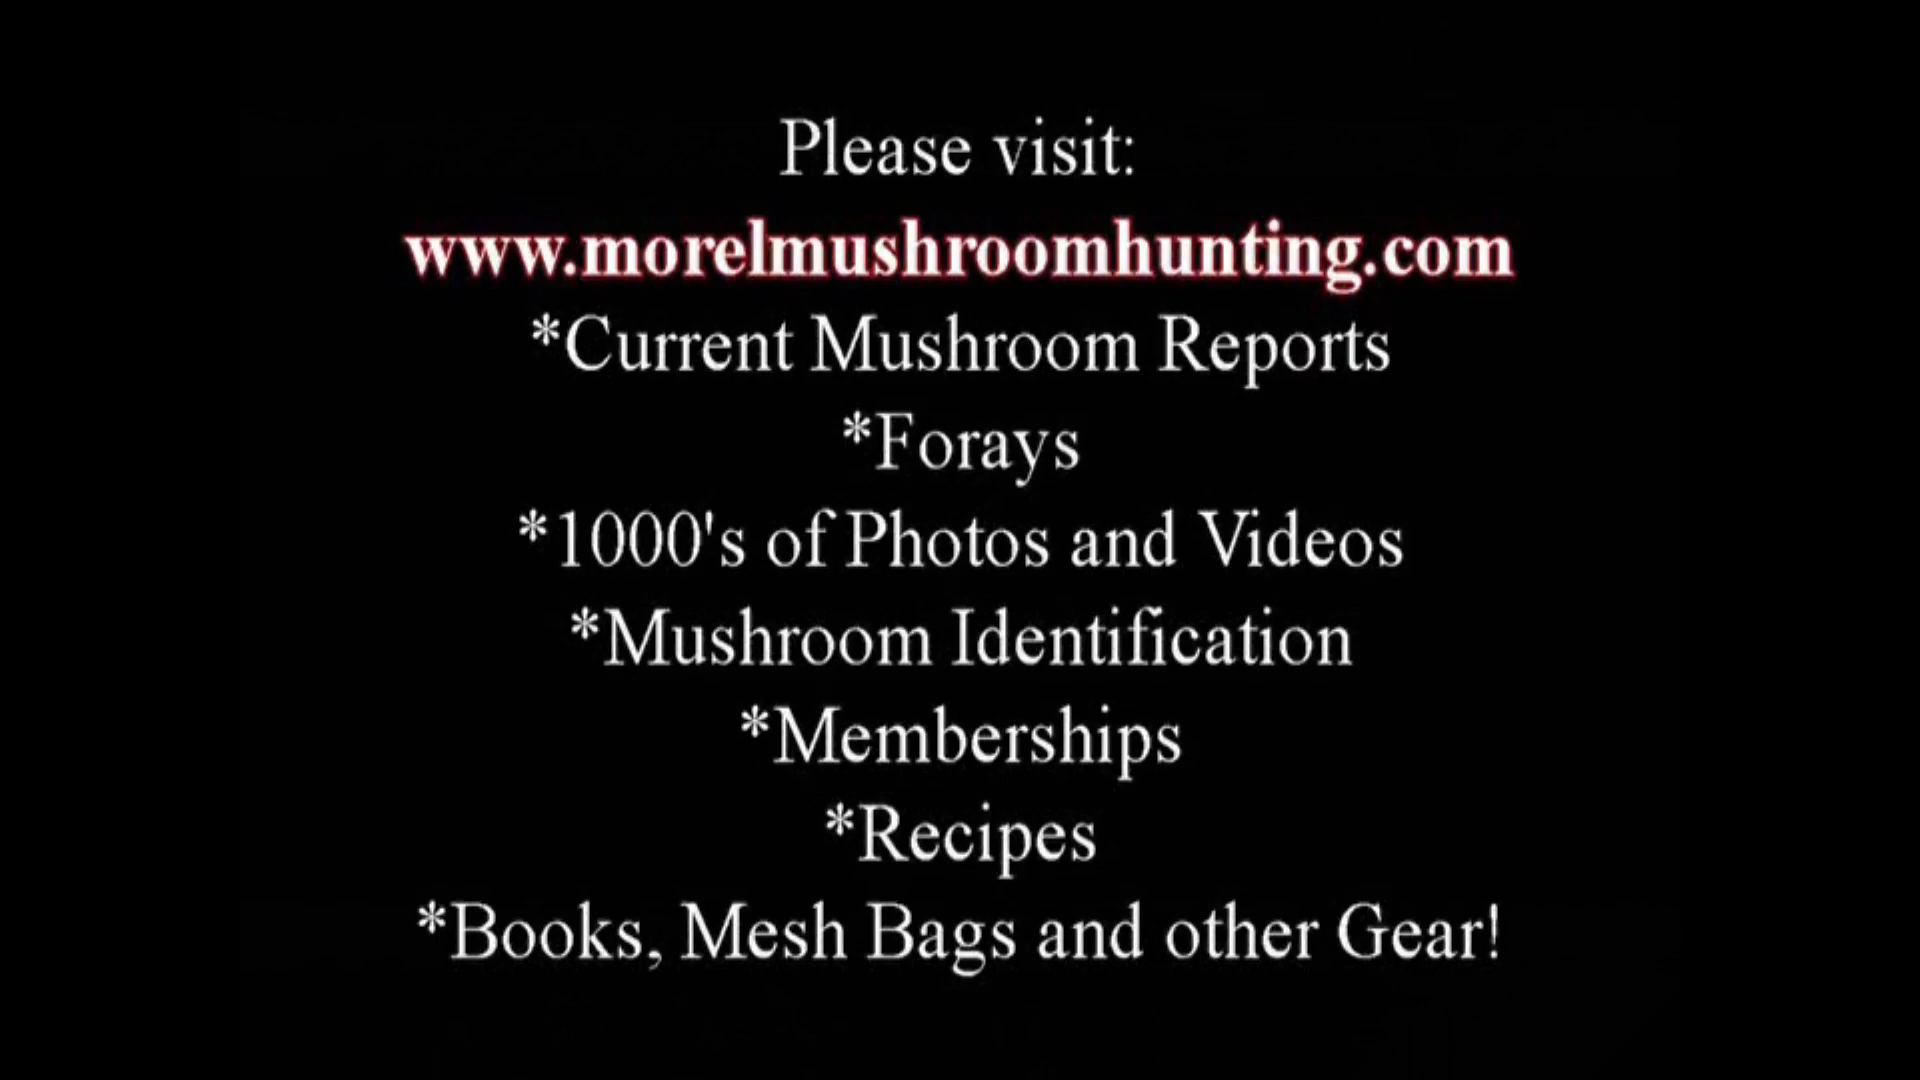 Please visit:
www.morelmushroomhunting.com
*Current Mushroom Reports
*Forays
*1000's of Photos and Videos
*Mushroom Identification
*Memberships
*Recipes
*Books, Mesh Bags and other Gear!